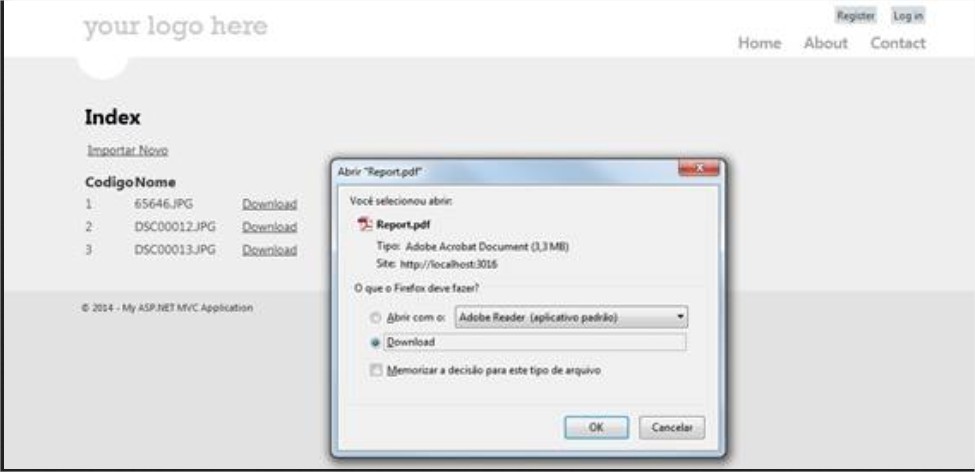 your logo here
Register Log in
Home About Contact
Index
Importar Novo
Codigo Nome
1 65646.JPG Download
2 DSC00012.JPG Download
3 DSC00013.JPG Download
© 2014 - My ASP.NET MVC Application
Abrir "Report.pdf"
Você selecionou abrir:
Report.pdf
Tipo: Adobe Acrobat Document (3,3 MB)
Site: http://localhost:3016
O que o Firefox deve fazer?
Abrir com o: Adobe Reader (aplicativo padrão)
Download
Memorizar a decisão para este tipo de arquivo
OK Cancelar